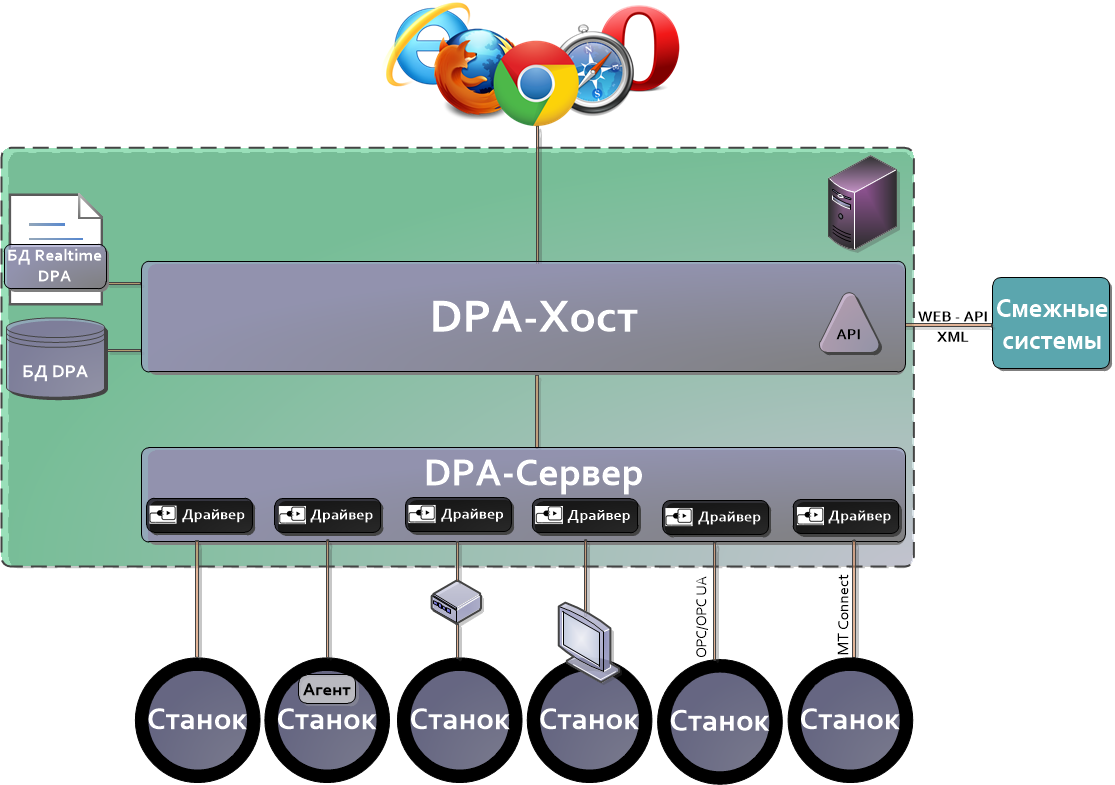 БД Realtime
DPA
DPA-Хост
API
WEB - API
XML
Смежные
системы
БД DPA
DPA-Сервер
Драйвер
Драйвер
Драйвер
Драйвер
Драйвер
Драйвер
OPC/OPC UA
MT Connect
Агент
Станок
Станок
Станок
Станок
Станок
Станок